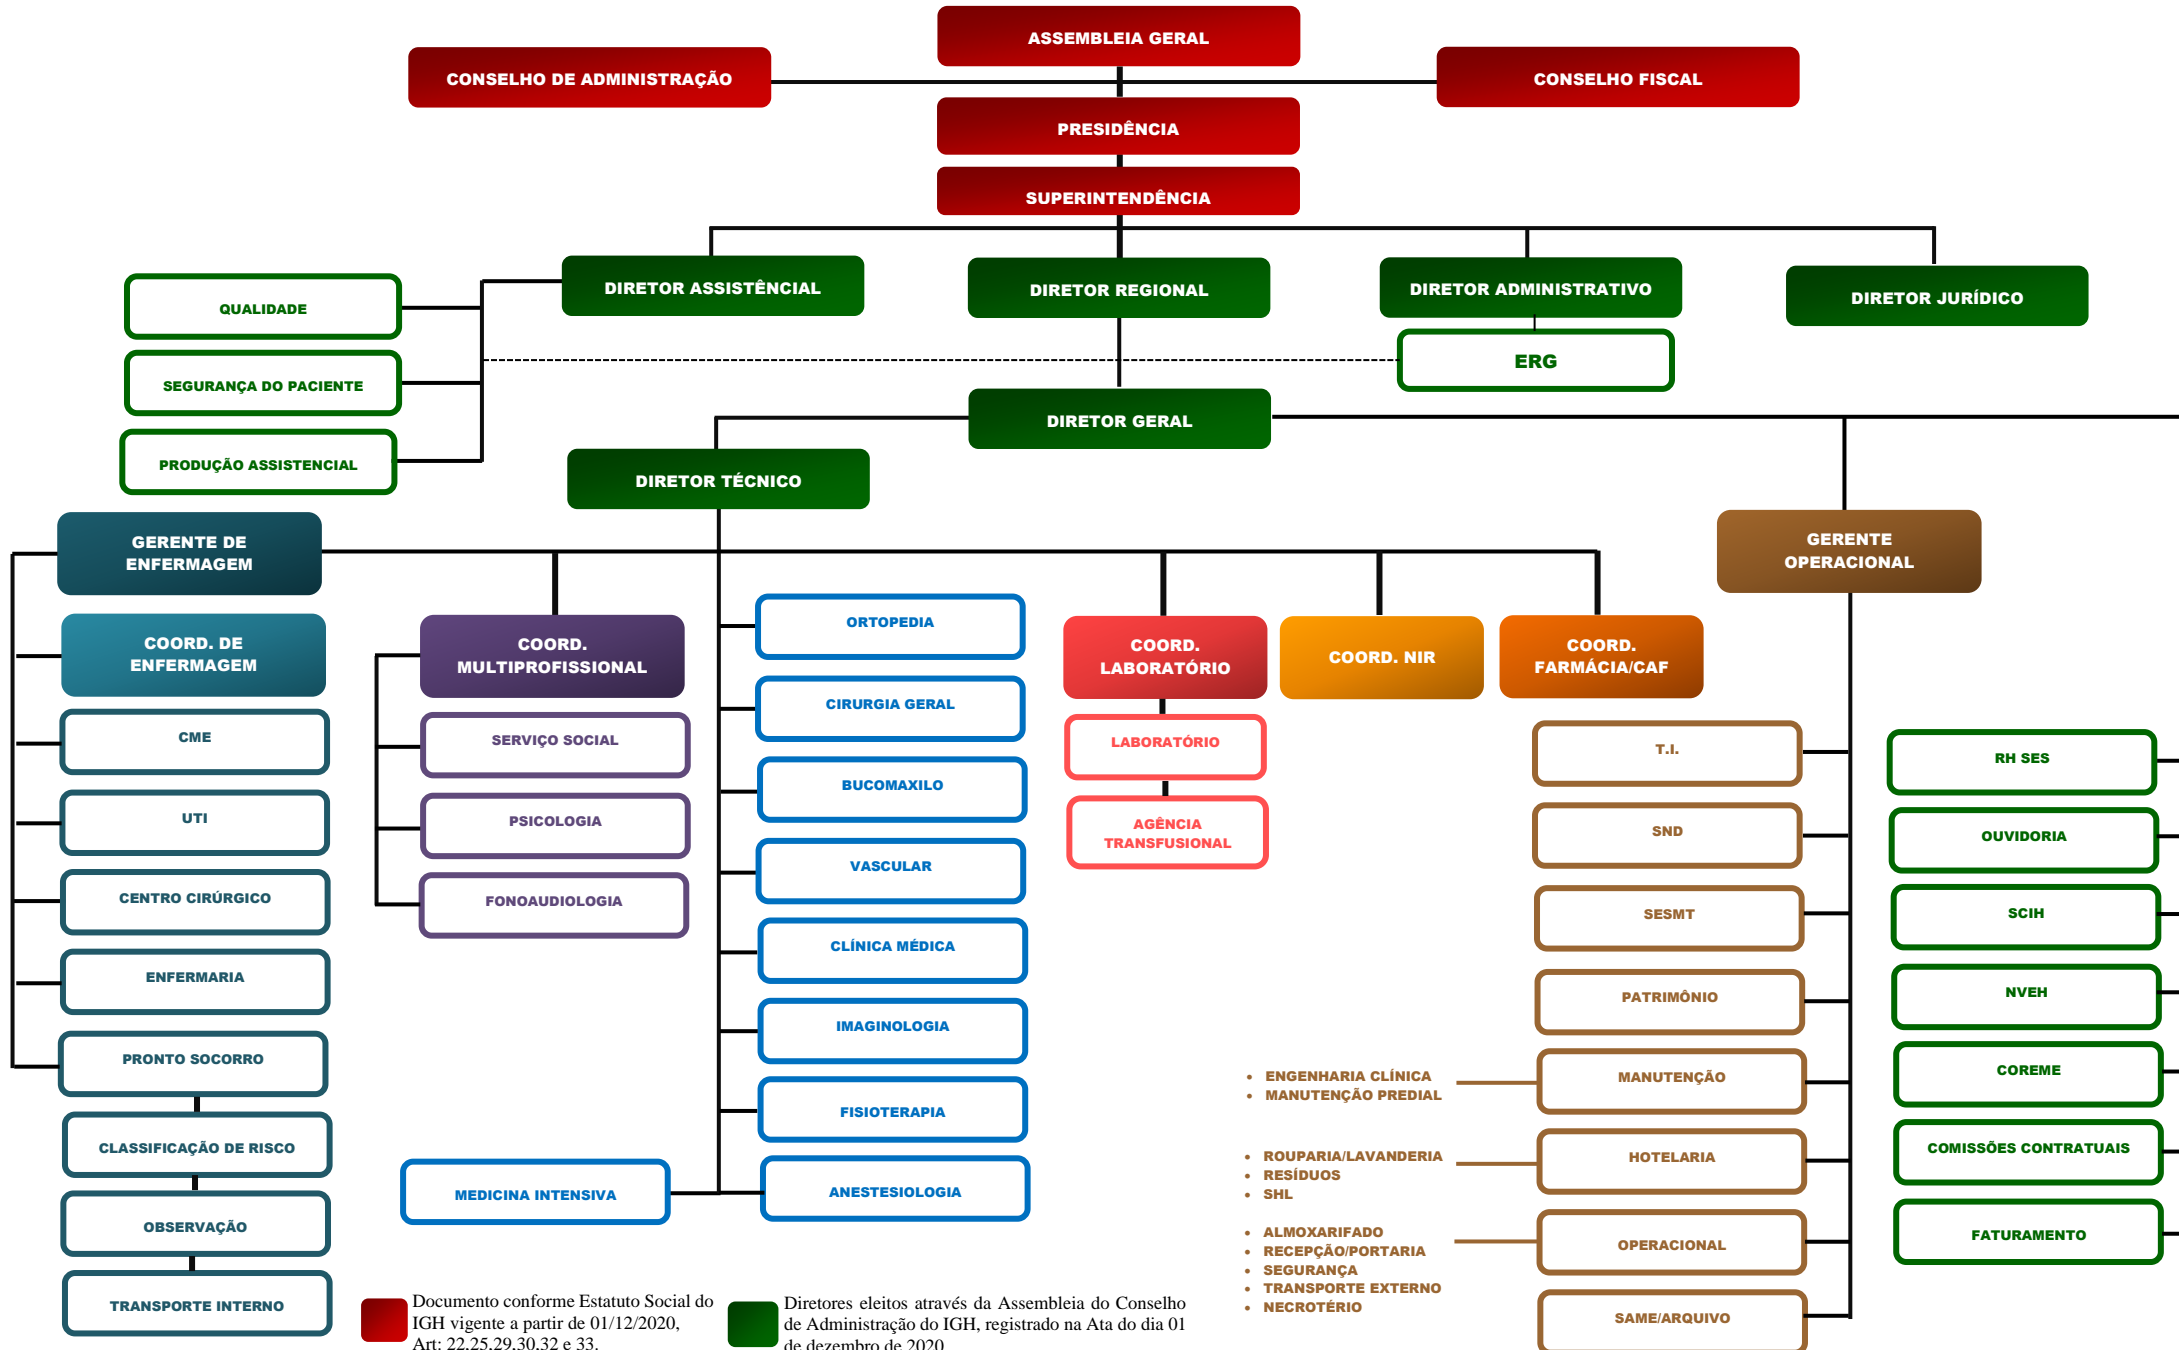 ASSEMBLEIA GERAL
CONSELHO DE ADMINISTRAÇÃO
CONSELHO FISCAL
PRESIDÊNCIA
SUPERINTENDÊNCIA
DIRETOR ASSISTÊNCIAL
DIRETOR REGIONAL
DIRETOR ADMINISTRATIVO
DIRETOR JURÍDICO
QUALIDADE
SEGURANÇA DO PACIENTE
PRODUÇÃO ASSISTENCIAL
ERG
DIRETOR GERAL
DIRETOR TÉCNICO
GERENTE DE
ENFERMAGEM
GERENTE
OPERACIONAL
COORD. DE
ENFERMAGEM
CME
UTI
CENTRO CIRÚRGICO
ENFERMARIA
PRONTO SOCORRO
CLASSIFICAÇÃO DE RISCO
OBSERVAÇÃO
TRANSPORTE INTERNO
COORD.
MULTIPROFISSIONAL
SERVIÇO SOCIAL
PSICOLOGIA
FONOAUDIOLOGIA
ORTOPEDIA
CIRURGIA GERAL
BUCOMAXILO
VASCULAR
CLÍNICA MÉDICA
IMAGINOLOGIA
FISIOTERAPIA
ANESTESIOLOGIA
MEDICINA INTENSIVA
COORD.
LABORATÓRIO
LABORATÓRIO
AGÊNCIA
TRANSFUSIONAL
COORD. NIR
COORD.
FARMÁCIA/CAF
T.I.
SND
SESMT
PATRIMÔNIO
MANUTENÇÃO
• ENGENHARIA CLÍNICA
• MANUTENÇÃO PREDIAL
HOTELARIA
• ROUPARIA/LAVANDERIA
• RESÍDUOS
• SHL
OPERACIONAL
• ALMOXARIFADO
• RECEPÇÃO/PORTARIA
• SEGURANÇA
• TRANSPORTE EXTERNO
• NECROTÉRIO
SAME/ARQUIVO
RH SES
OUVIDORIA
SCIH
NVEH
COREME
COMISSÕES CONTRATUAIS
FATURAMENTO
Documento conforme Estatuto Social do
IGH vigente a partir de 01/12/2020,
Art: 22,25,29,30,32 e 33.
Diretores eleitos através da Assembleia do Conselho
de Administração do IGH, registrado na Ata do dia 01
de dezembro de 2020